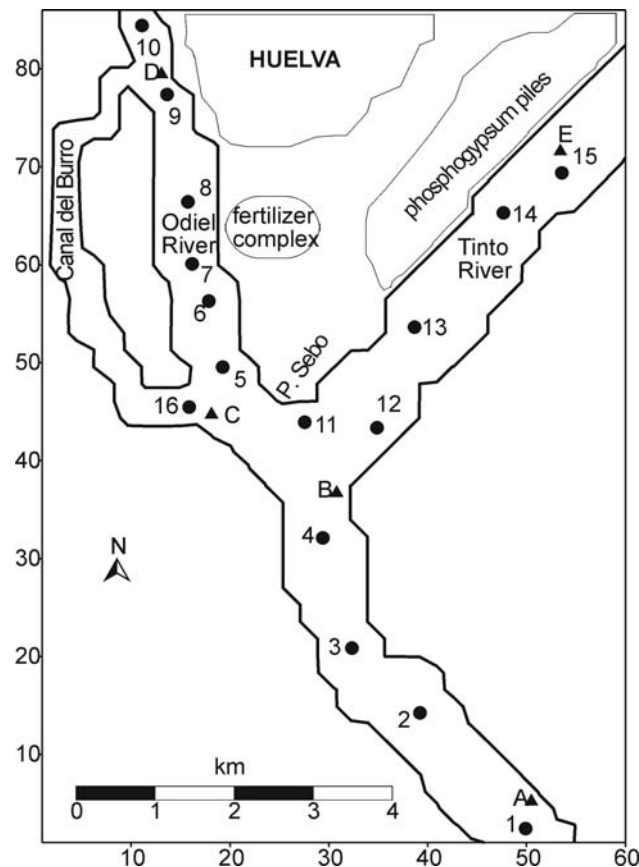 10
HUELVA
80
D
9
phosphogypsum piles
E
15
70
Canal del Burro
8
Odiel
River
fertilizer
complex
14
Tinto
River
60
7
6
13
50
5
P. Sebo
16
C
11
12
40
B
4
N
30
3
20
2
10
km
0 1 2 3 4
A
1
10 20 30 40 50 60